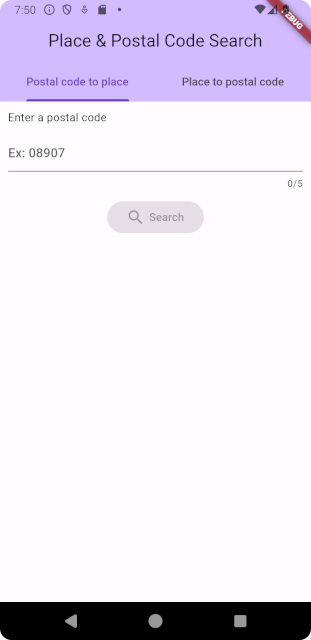 7:50
DEBUG
Place & Postal Code Search
Postal code to place
Place to postal code
Enter a postal code
Ex: 08907
0/5
Search